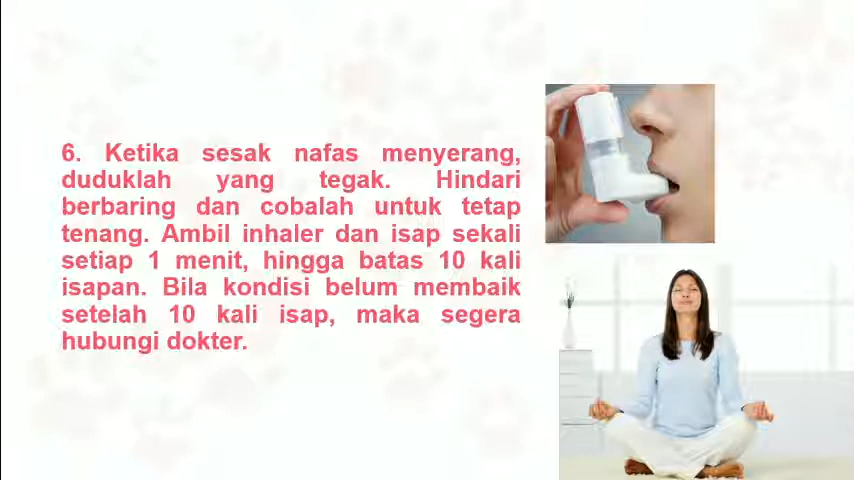 6. Ketika sesak nafas menyerang,
duduklah yang tegak. Hindari
berbaring dan cobalah untuk tetap
tenang. Ambil inhaler dan isap sekali
setiap 1 menit, hingga batas 10 kali
isapan. Bila kondisi belum membaik
setelah 10 kali isap, maka segera
hubungi dokter.